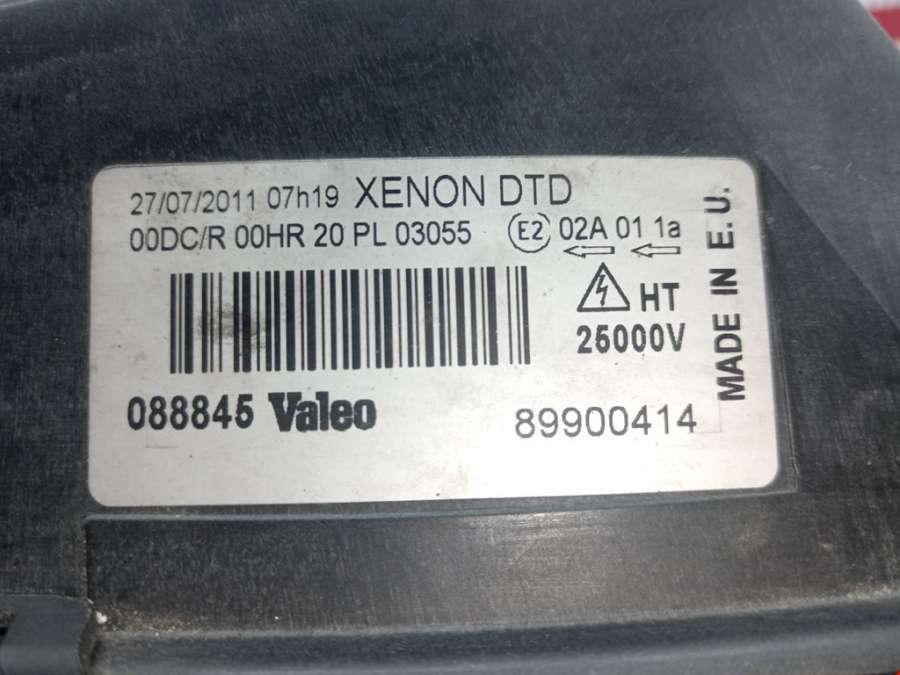 27/07/2011 07h19 XENON DTD
00DC/R 00HR 20 PL 03055 E2 02A 01 1a
HT
25000V
088845 Valeo
89900414
MADE IN E.U.